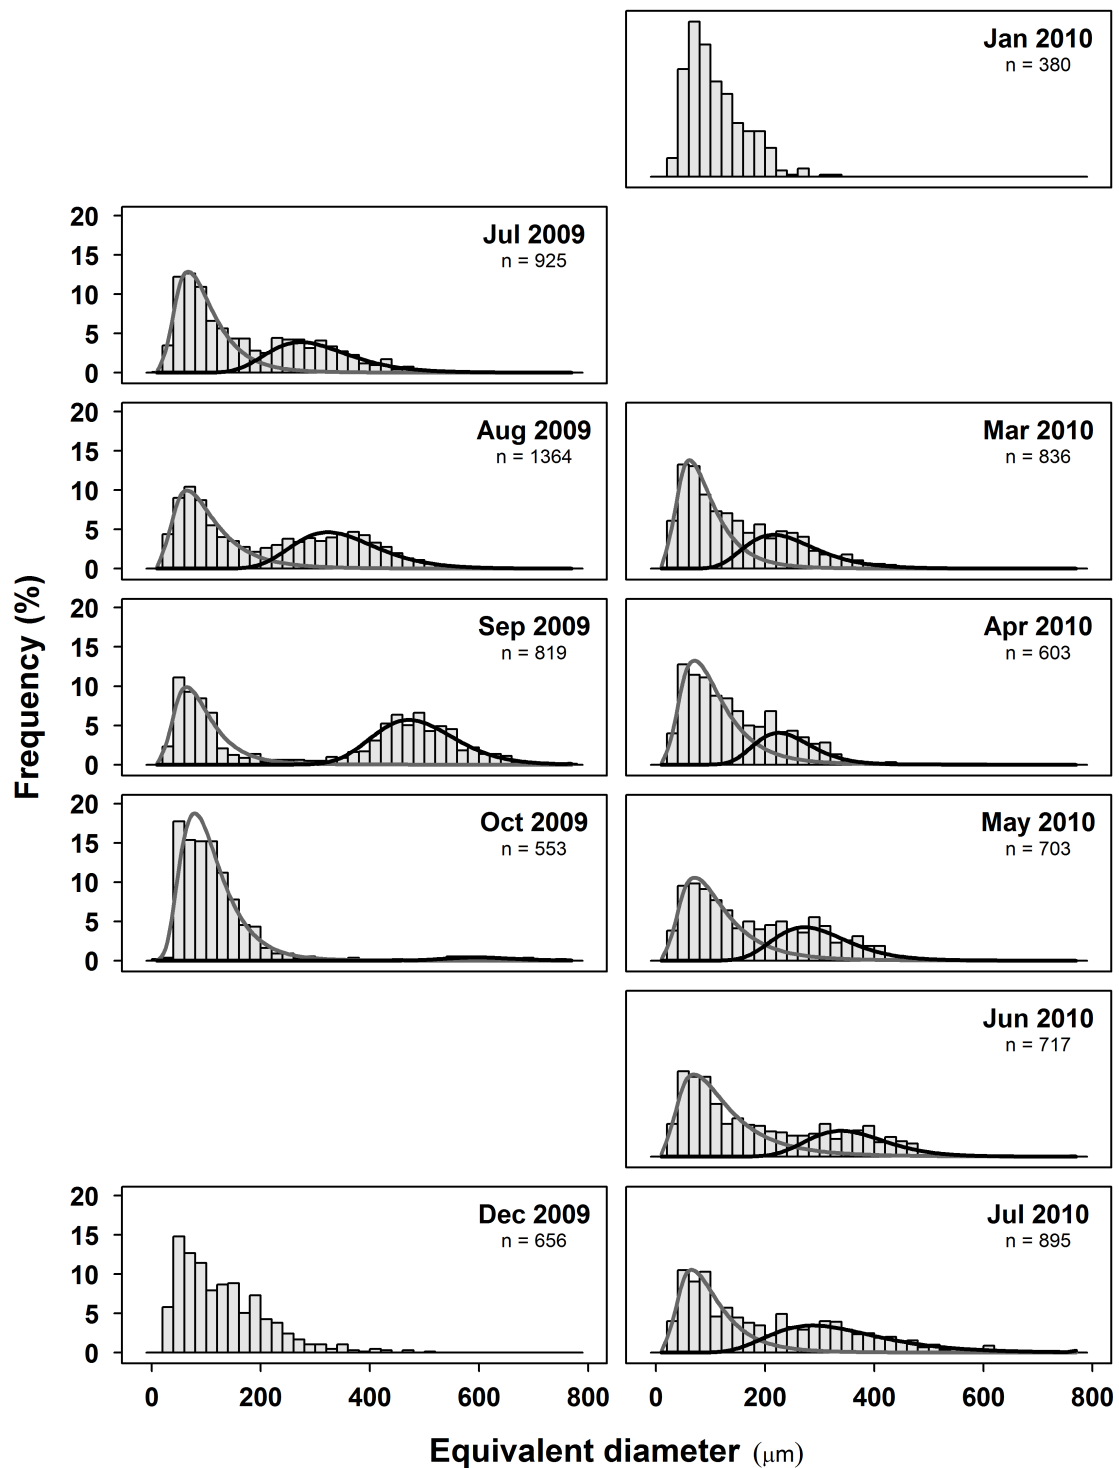 Jan 2010
n = 380
20
15
10
5
0
Jul 2009
n = 925
20
15
10
5
0
Aug 2009
n = 1364
Mar 2010
n = 836
20
15
10
5
0
Sep 2009
n = 819
Apr 2010
n = 603
20
15
10
5
0
Oct 2009
n = 553
May 2010
n = 703
Jun 2010
n = 717
20
15
10
5
0
Dec 2009
n = 656
Jul 2010
n = 895
0 200 400 600 800
0 200 400 600 800
Frequency (%)
Equivalent diameter (μm)